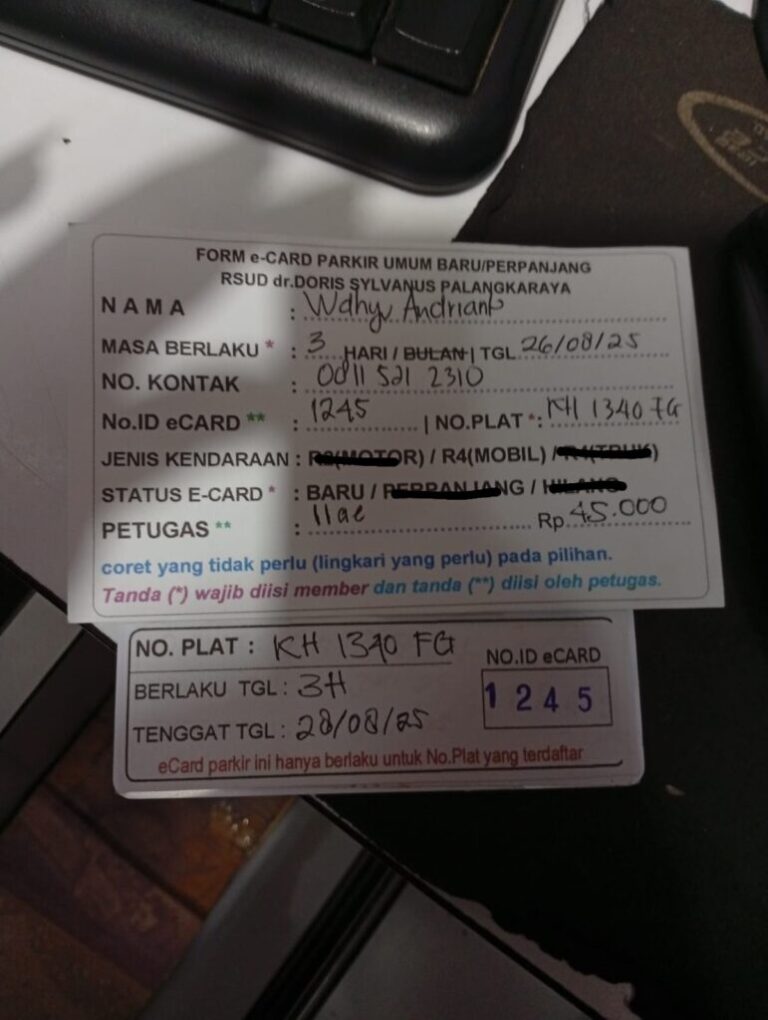 FORM e-CARD PARKIR UMUM BARU/PERPANJANG
RSUD dr.DORIS SYLVANUS PALANGKARAYA
NAMA : Wahyu Andriant
MASA BERLAKU * : 3 HARI / BULAN | TGL 26/08/25
NO. KONTAK : 0811 521 2310
No.ID eCARD ** : 1245 | NO.PLAT *: KH 1340 FG
JENIS KENDARAAN : R2(MOTOR) / R4(MOBIL) / R4(TRUK)
STATUS E-CARD * : BARU / PERPANJANG / HILANG
PETUGAS ** : Rp 45.000
coret yang tidak perlu (lingkari yang perlu) pada pilihan.
Tanda (*) wajib diisi member dan tanda (**) diisi oleh petugas.
NO. PLAT : KH 1340 FG
NO.ID eCARD
1245
BERLAKU TGL : 3H
TENGGAT TGL : 28/08/25
eCard parkir ini hanya berlaku untuk No.Plat yang terdaftar